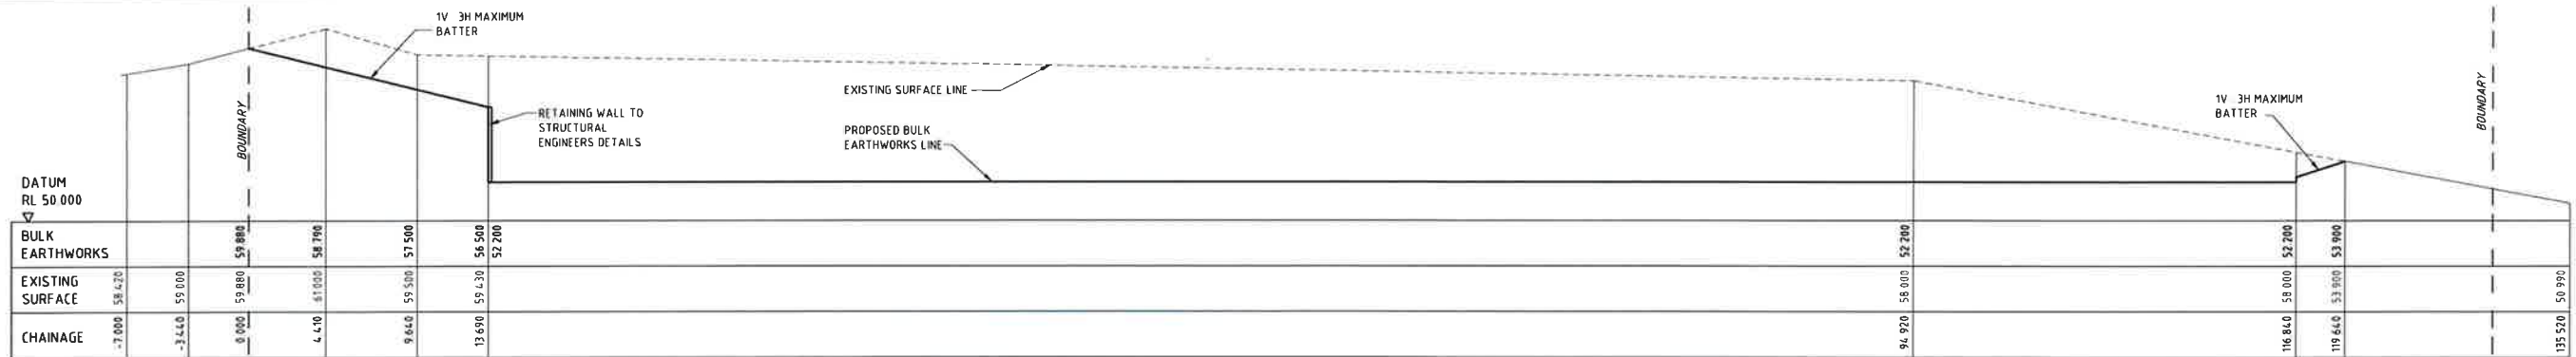 1V 3H MAXIMUM
BATTER
BOUNDARY
RETAINING WALL TO
STRUCTURAL
ENGINEERS DETAILS
EXISTING SURFACE LINE
PROPOSED BULK
EARTHWORKS LINE
1V 3H MAXIMUM
BATTER
BOUNDARY
DATUM
RL 50.000
BULK
EARTHWORKS
59.880
58.790
57.500
56.500
52.200
52.200
52.200
53.900
EXISTING
SURFACE
58.420
59.000
59.880
61.000
59.500
59.430
58.000
58.000
53.900
50.990
CHAINAGE
-7.000
-3.440
0.000
4.410
9.640
13.690
94.920
116.840
119.640
135.520